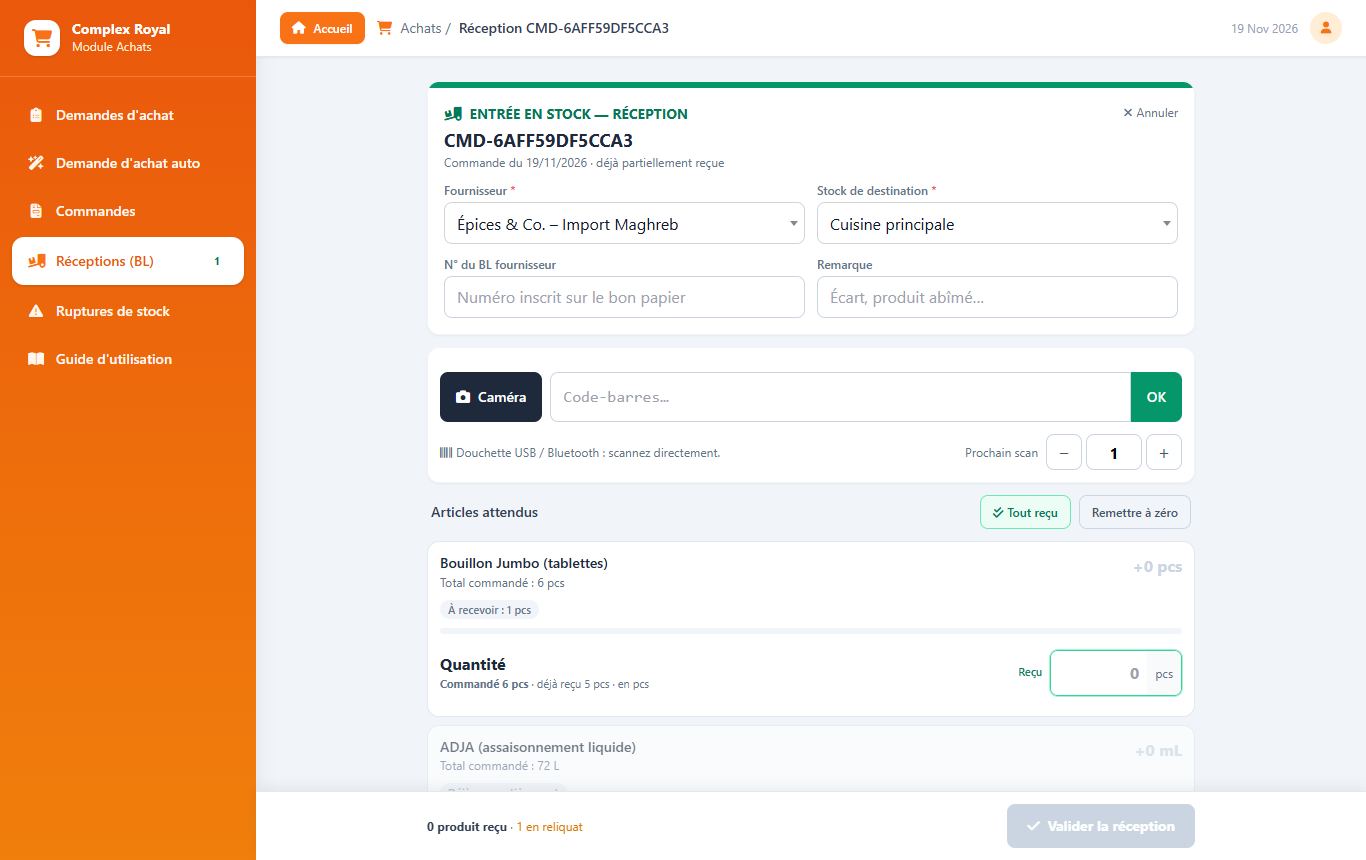 Complex Royal
Module Achats
Demandes d'achat
Demande d'achat auto
Commandes
Réceptions (BL) 1
Ruptures de stock
Guide d'utilisation
Accueil Achats / Réception CMD-6AFF59DF5CCA3 19 Nov 2026
ENTRÉE EN STOCK — RÉCEPTION ✕ Annuler
CMD-6AFF59DF5CCA3
Commande du 19/11/2026 · déjà partiellement reçue
Fournisseur * Stock de destination *
Épices & Co. – Import Maghreb Cuisine principale
N° du BL fournisseur Remarque
Numéro inscrit sur le bon papier Écart, produit abîmé...
Caméra Code-barres… OK
Douchette USB / Bluetooth : scannez directement. Prochain scan − 1 +
Articles attendus Tout reçu Remettre à zéro
Bouillon Jumbo (tablettes) +0 pcs
Total commandé : 6 pcs
À recevoir : 1 pcs
Quantité
Commandé 6 pcs · déjà reçu 5 pcs · en pcs Reçu 0 pcs
ADJA (assaisonnement liquide) +0 mL
Total commandé : 72 L
0 produit reçu · 1 en reliquat Valider la réception